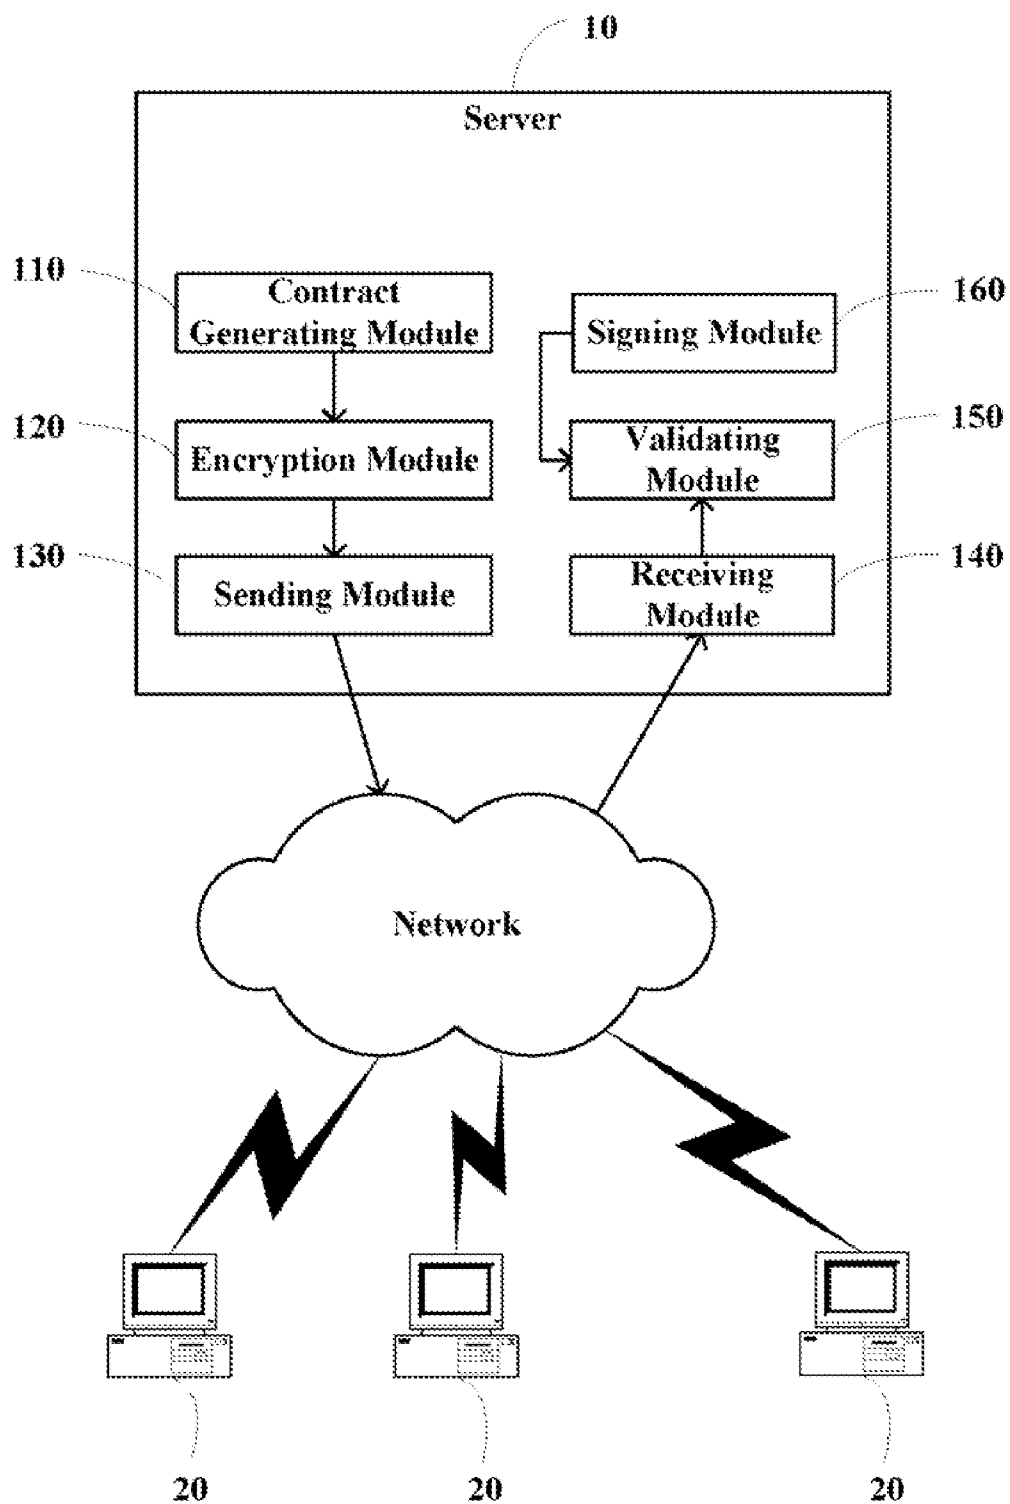 10
Server
110
Contract
Generating Module
160
Signing Module
120
Encryption Module
150
Validating
Module
130
Sending Module
140
Receiving
Module
Network
20
20
20